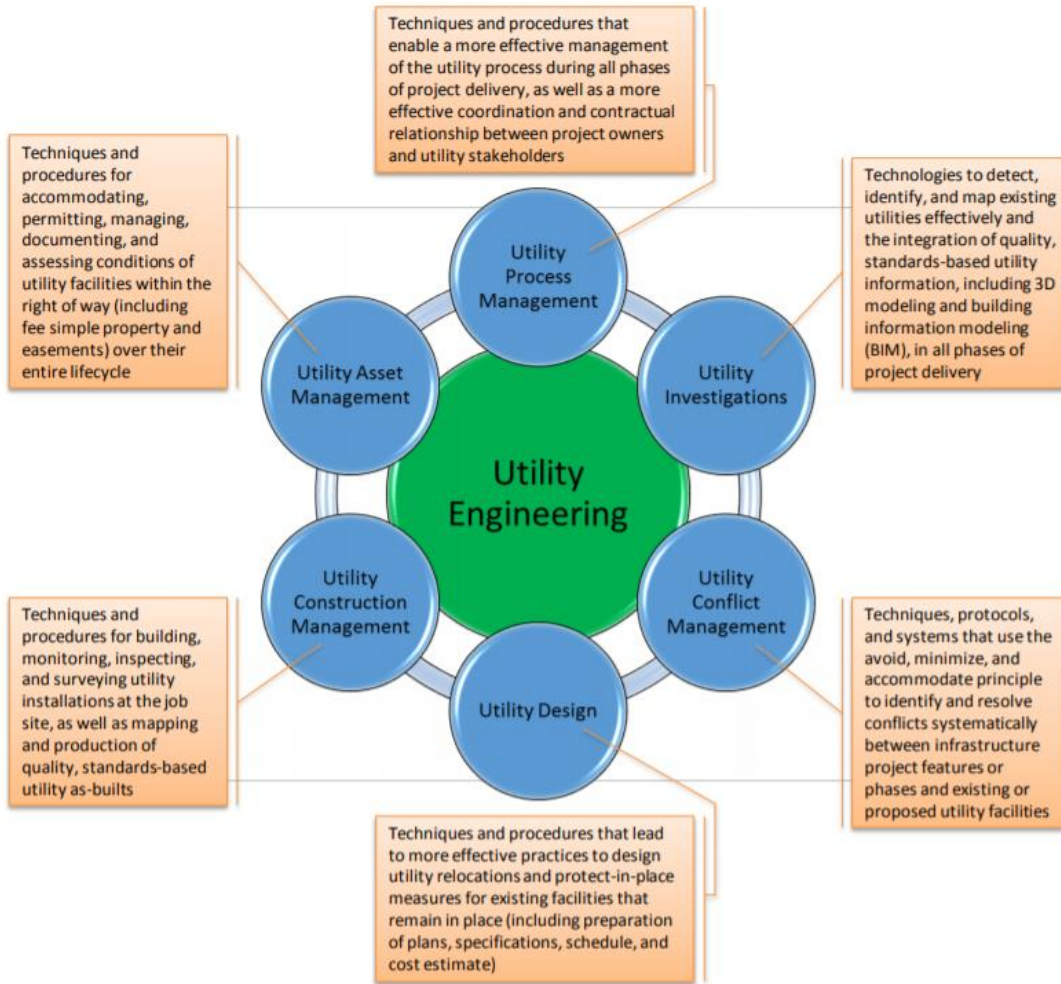 Techniques and procedures that
enable a more effective management
of the utility process during all phases
of project delivery, as well as a more
effective coordination and contractual
relationship between project owners
and utility stakeholders
Techniques and
procedures for
accommodating,
permitting, managing,
documenting, and
assessing conditions of
utility facilities within the
right of way (including
fee simple property and
easements) over their
entire lifecycle
Technologies to detect,
identify, and map existing
utilities effectively and
the integration of quality,
standards-based utility
information, including 3D
modeling and building
information modeling
(BIM), in all phases of
project delivery
Utility
Process
Management
Utility Asset
Management
Utility
Investigations
Utility
Engineering
Utility
Construction
Management
Utility
Conflict
Management
Utility Design
Techniques and
procedures for building,
monitoring, inspecting,
and surveying utility
installations at the job
site, as well as mapping
and production of
quality, standards-based
utility as-builts
Techniques, protocols,
and systems that use the
avoid, minimize, and
accommodate principle
to identify and resolve
conflicts systematically
between infrastructure
project features or
phases and existing or
proposed utility facilities
Techniques and procedures that lead
to more effective practices to design
utility relocations and protect-in-place
measures for existing facilities that
remain in place (including preparation
of plans, specifications, schedule, and
cost estimate)